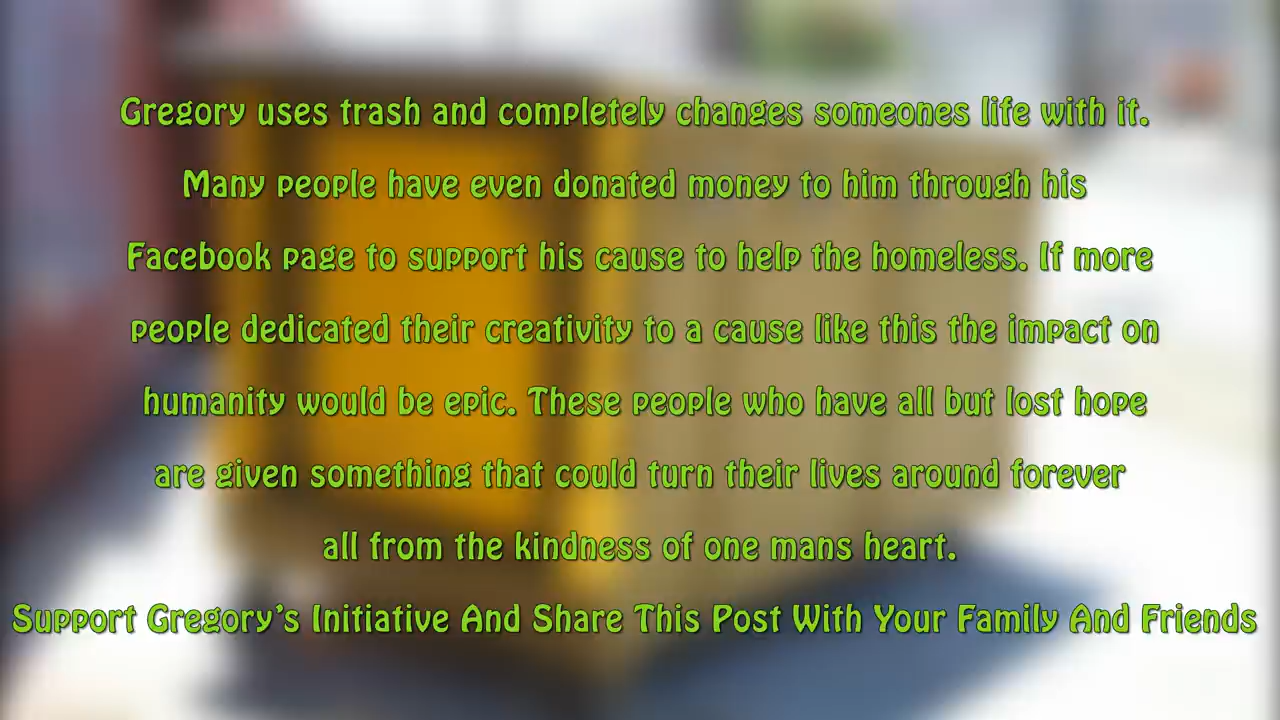 Gregory uses trash and completely changes someones life with it.
Many people have even donated money to him through his
Facebook page to support his cause to help the homeless. If more
people dedicated their creativity to a cause like this the impact on
humanity would be epic. These people who have all but lost hope
are given something that could turn their lives around forever
all from the kindness of one mans heart.
Support Gregory's Initiative And Share This Post With Your Family And Friends